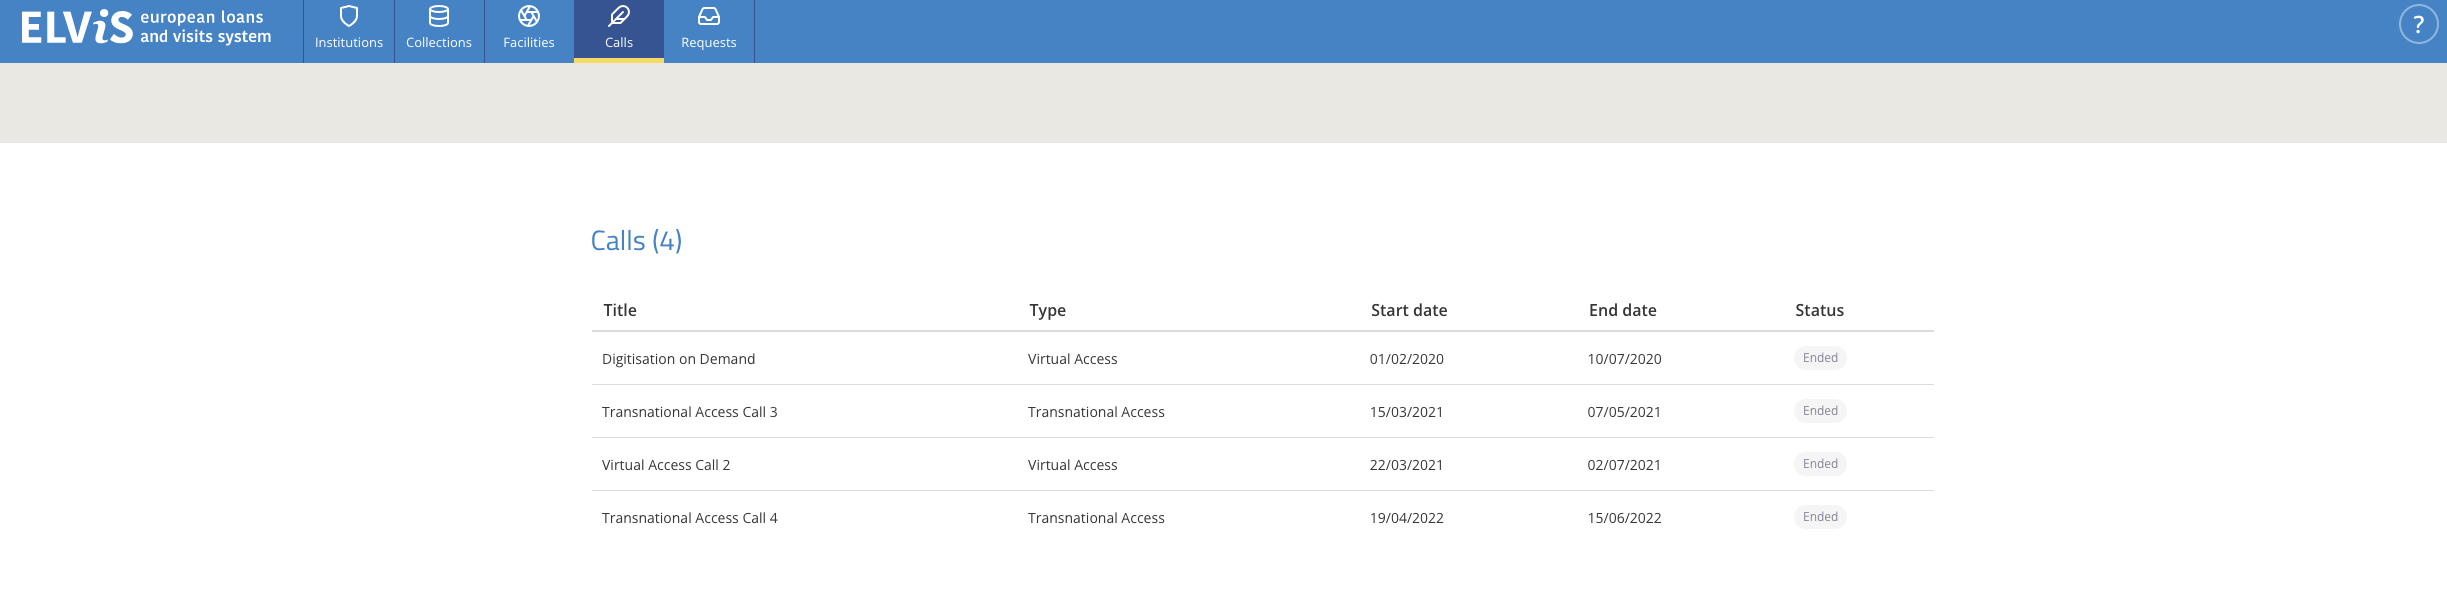 ELViS european loans
and visits system
Institutions Collections Facilities Calls Requests
?
Calls (4)
Title Type Start date End date Status
Digitisation on Demand Virtual Access 01/02/2020 10/07/2020 Ended
Transnational Access Call 3 Transnational Access 15/03/2021 07/05/2021 Ended
Virtual Access Call 2 Virtual Access 22/03/2021 02/07/2021 Ended
Transnational Access Call 4 Transnational Access 19/04/2022 15/06/2022 Ended